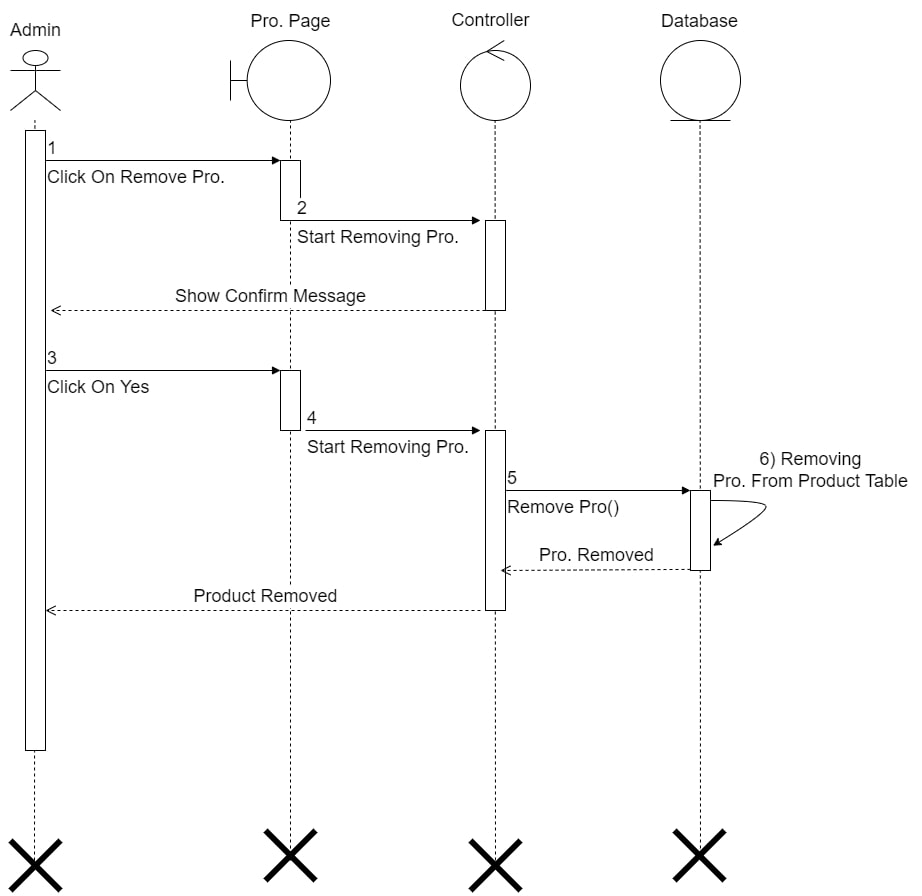 Admin
Pro. Page
Controller
Database
1
Click On Remove Pro.
2
Start Removing Pro.
Show Confirm Message
3
Click On Yes
4
Start Removing Pro.
5
Remove Pro()
6) Removing
Pro. From Product Table
Pro. Removed
Product Removed